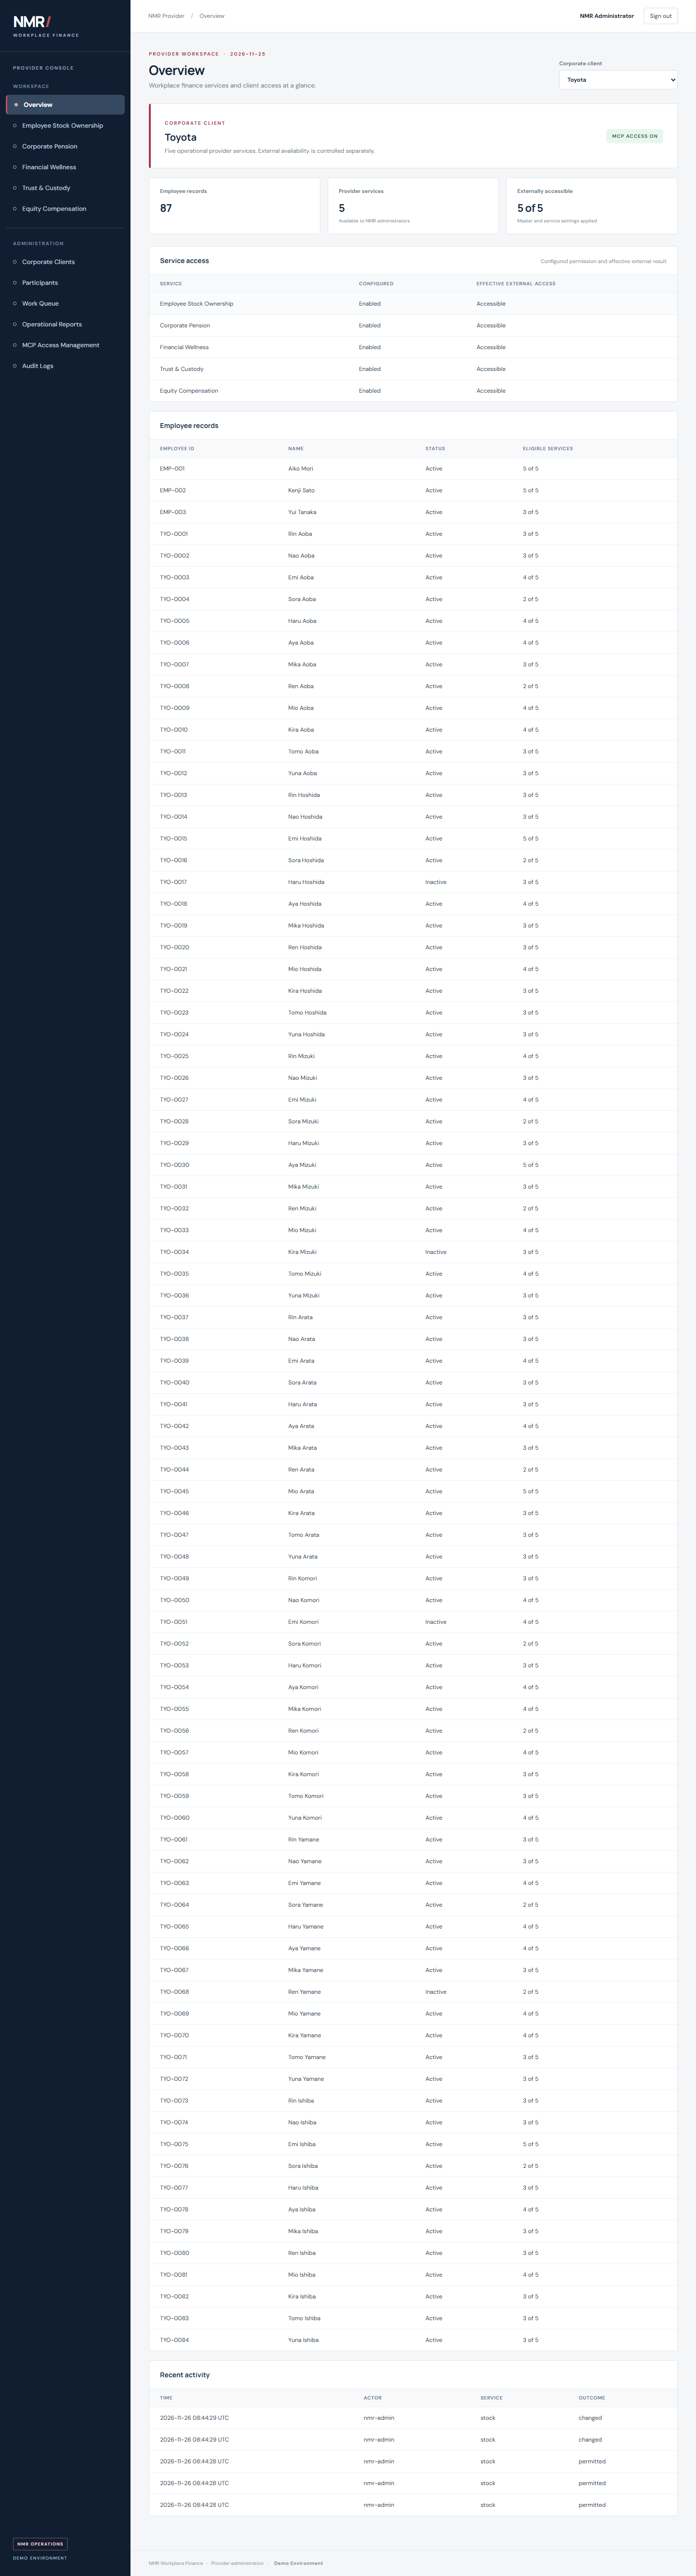 NMR/
WORKPLACE FINANCE
PROVIDER CONSOLE
WORKSPACE
Overview
Employee Stock Ownership
Corporate Pension
Financial Wellness
Trust & Custody
Equity Compensation
ADMINISTRATION
Corporate Clients
Participants
Work Queue
Operational Reports
MCP Access Management
Audit Logs
NMR OPERATIONS
DEMO ENVIRONMENT
NMR Provider / Overview
NMR Administrator Sign out
PROVIDER WORKSPACE · 2026-11-25
Overview
Workplace finance services and client access at a glance.
Corporate client
Toyota
CORPORATE CLIENT
Toyota
Five operational provider services. External availability is controlled separately.
MCP ACCESS ON
Employee records
87
Provider services
5
Available to NMR administrators
Externally accessible
5 of 5
Master and service settings applied
Service access Configured permission and effective external result
SERVICE CONFIGURED EFFECTIVE EXTERNAL ACCESS
Employee Stock Ownership Enabled Accessible
Corporate Pension Enabled Accessible
Financial Wellness Enabled Accessible
Trust & Custody Enabled Accessible
Equity Compensation Enabled Accessible
Employee records
EMPLOYEE ID NAME STATUS ELIGIBLE SERVICES
EMP-001 Aiko Mori Active 5 of 5
EMP-002 Kenji Sato Active 5 of 5
EMP-003 Yui Tanaka Active 3 of 5
TYO-0001 Rin Aoba Active 3 of 5
TYO-0002 Nao Aoba Active 3 of 5
TYO-0003 Emi Aoba Active 4 of 5
TYO-0004 Sora Aoba Active 2 of 5
TYO-0005 Haru Aoba Active 4 of 5
TYO-0006 Aya Aoba Active 4 of 5
TYO-0007 Mika Aoba Active 3 of 5
TYO-0008 Ren Aoba Active 2 of 5
TYO-0009 Mio Aoba Active 4 of 5
TYO-0010 Kira Aoba Active 4 of 5
TYO-0011 Tomo Aoba Active 3 of 5
TYO-0012 Yuna Aoba Active 3 of 5
TYO-0013 Rin Hoshida Active 3 of 5
TYO-0014 Nao Hoshida Active 3 of 5
TYO-0015 Emi Hoshida Active 5 of 5
TYO-0016 Sora Hoshida Active 2 of 5
TYO-0017 Haru Hoshida Inactive 3 of 5
TYO-0018 Aya Hoshida Active 4 of 5
TYO-0019 Mika Hoshida Active 3 of 5
TYO-0020 Ren Hoshida Active 3 of 5
TYO-0021 Mio Hoshida Active 4 of 5
TYO-0022 Kira Hoshida Active 3 of 5
TYO-0023 Tomo Hoshida Active 3 of 5
TYO-0024 Yuna Hoshida Active 3 of 5
TYO-0025 Rin Mizuki Active 4 of 5
TYO-0026 Nao Mizuki Active 3 of 5
TYO-0027 Emi Mizuki Active 4 of 5
TYO-0028 Sora Mizuki Active 2 of 5
TYO-0029 Haru Mizuki Active 3 of 5
TYO-0030 Aya Mizuki Active 5 of 5
TYO-0031 Mika Mizuki Active 3 of 5
TYO-0032 Ren Mizuki Active 2 of 5
TYO-0033 Mio Mizuki Active 4 of 5
TYO-0034 Kira Mizuki Inactive 3 of 5
TYO-0035 Tomo Mizuki Active 4 of 5
TYO-0036 Yuna Mizuki Active 3 of 5
TYO-0037 Rin Arata Active 3 of 5
TYO-0038 Nao Arata Active 3 of 5
TYO-0039 Emi Arata Active 4 of 5
TYO-0040 Sora Arata Active 3 of 5
TYO-0041 Haru Arata Active 3 of 5
TYO-0042 Aya Arata Active 4 of 5
TYO-0043 Mika Arata Active 3 of 5
TYO-0044 Ren Arata Active 2 of 5
TYO-0045 Mio Arata Active 5 of 5
TYO-0046 Kira Arata Active 3 of 5
TYO-0047 Tomo Arata Active 3 of 5
TYO-0048 Yuna Arata Active 3 of 5
TYO-0049 Rin Komori Active 3 of 5
TYO-0050 Nao Komori Active 4 of 5
TYO-0051 Emi Komori Inactive 4 of 5
TYO-0052 Sora Komori Active 2 of 5
TYO-0053 Haru Komori Active 3 of 5
TYO-0054 Aya Komori Active 4 of 5
TYO-0055 Mika Komori Active 4 of 5
TYO-0056 Ren Komori Active 2 of 5
TYO-0057 Mio Komori Active 4 of 5
TYO-0058 Kira Komori Active 3 of 5
TYO-0059 Tomo Komori Active 3 of 5
TYO-0060 Yuna Komori Active 4 of 5
TYO-0061 Rin Yamane Active 3 of 5
TYO-0062 Nao Yamane Active 3 of 5
TYO-0063 Emi Yamane Active 4 of 5
TYO-0064 Sora Yamane Active 2 of 5
TYO-0065 Haru Yamane Active 4 of 5
TYO-0066 Aya Yamane Active 4 of 5
TYO-0067 Mika Yamane Active 3 of 5
TYO-0068 Ren Yamane Inactive 2 of 5
TYO-0069 Mio Yamane Active 4 of 5
TYO-0070 Kira Yamane Active 4 of 5
TYO-0071 Tomo Yamane Active 3 of 5
TYO-0072 Yuna Yamane Active 3 of 5
TYO-0073 Rin Ishiba Active 3 of 5
TYO-0074 Nao Ishiba Active 3 of 5
TYO-0075 Emi Ishiba Active 5 of 5
TYO-0076 Sora Ishiba Active 2 of 5
TYO-0077 Haru Ishiba Active 3 of 5
TYO-0078 Aya Ishiba Active 4 of 5
TYO-0079 Mika Ishiba Active 3 of 5
TYO-0080 Ren Ishiba Active 3 of 5
TYO-0081 Mio Ishiba Active 4 of 5
TYO-0082 Kira Ishiba Active 3 of 5
TYO-0083 Tomo Ishiba Active 3 of 5
TYO-0084 Yuna Ishiba Active 3 of 5
Recent activity
TIME ACTOR SERVICE OUTCOME
2026-11-26 08:44:29 UTC nmr-admin stock changed
2026-11-26 08:44:29 UTC nmr-admin stock changed
2026-11-26 08:44:28 UTC nmr-admin stock permitted
2026-11-26 08:44:28 UTC nmr-admin stock permitted
2026-11-26 08:44:28 UTC nmr-admin stock permitted
NMR Workplace Finance · Provider administration · Demo Environment